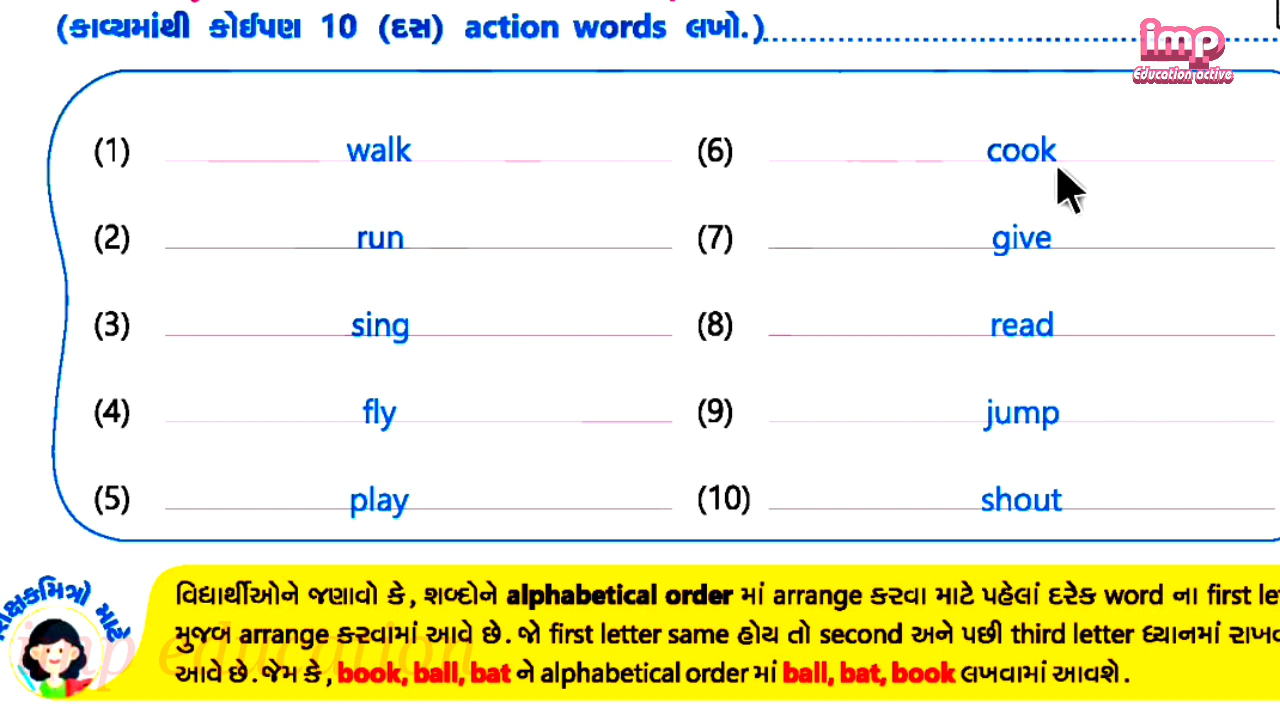 (કાવ્યમાંથી કોઈપણ 10 (દસ) action words લખો.)
imp
Education active
(1) walk
(6) cook
(2) run
(7) give
(3) sing
(8) read
(4) fly
(9) jump
(5) play
(10) shout
શિક્ષકમિત્રો માટે
વિદ્યાર્થીઓને જણાવો કે, શબ્દોને alphabetical order માં arrange કરવા માટે પહેલાં દરેક word ના first
મુજબ arrange કરવામાં આવે છે. જો first letter same હોય તો second અને પછી third letter ધ્યાનમાં
આવે છે. જેમ કે, book, ball, bat ને alphabetical order માં ball, bat, book લખવામાં આવશે.
imp education